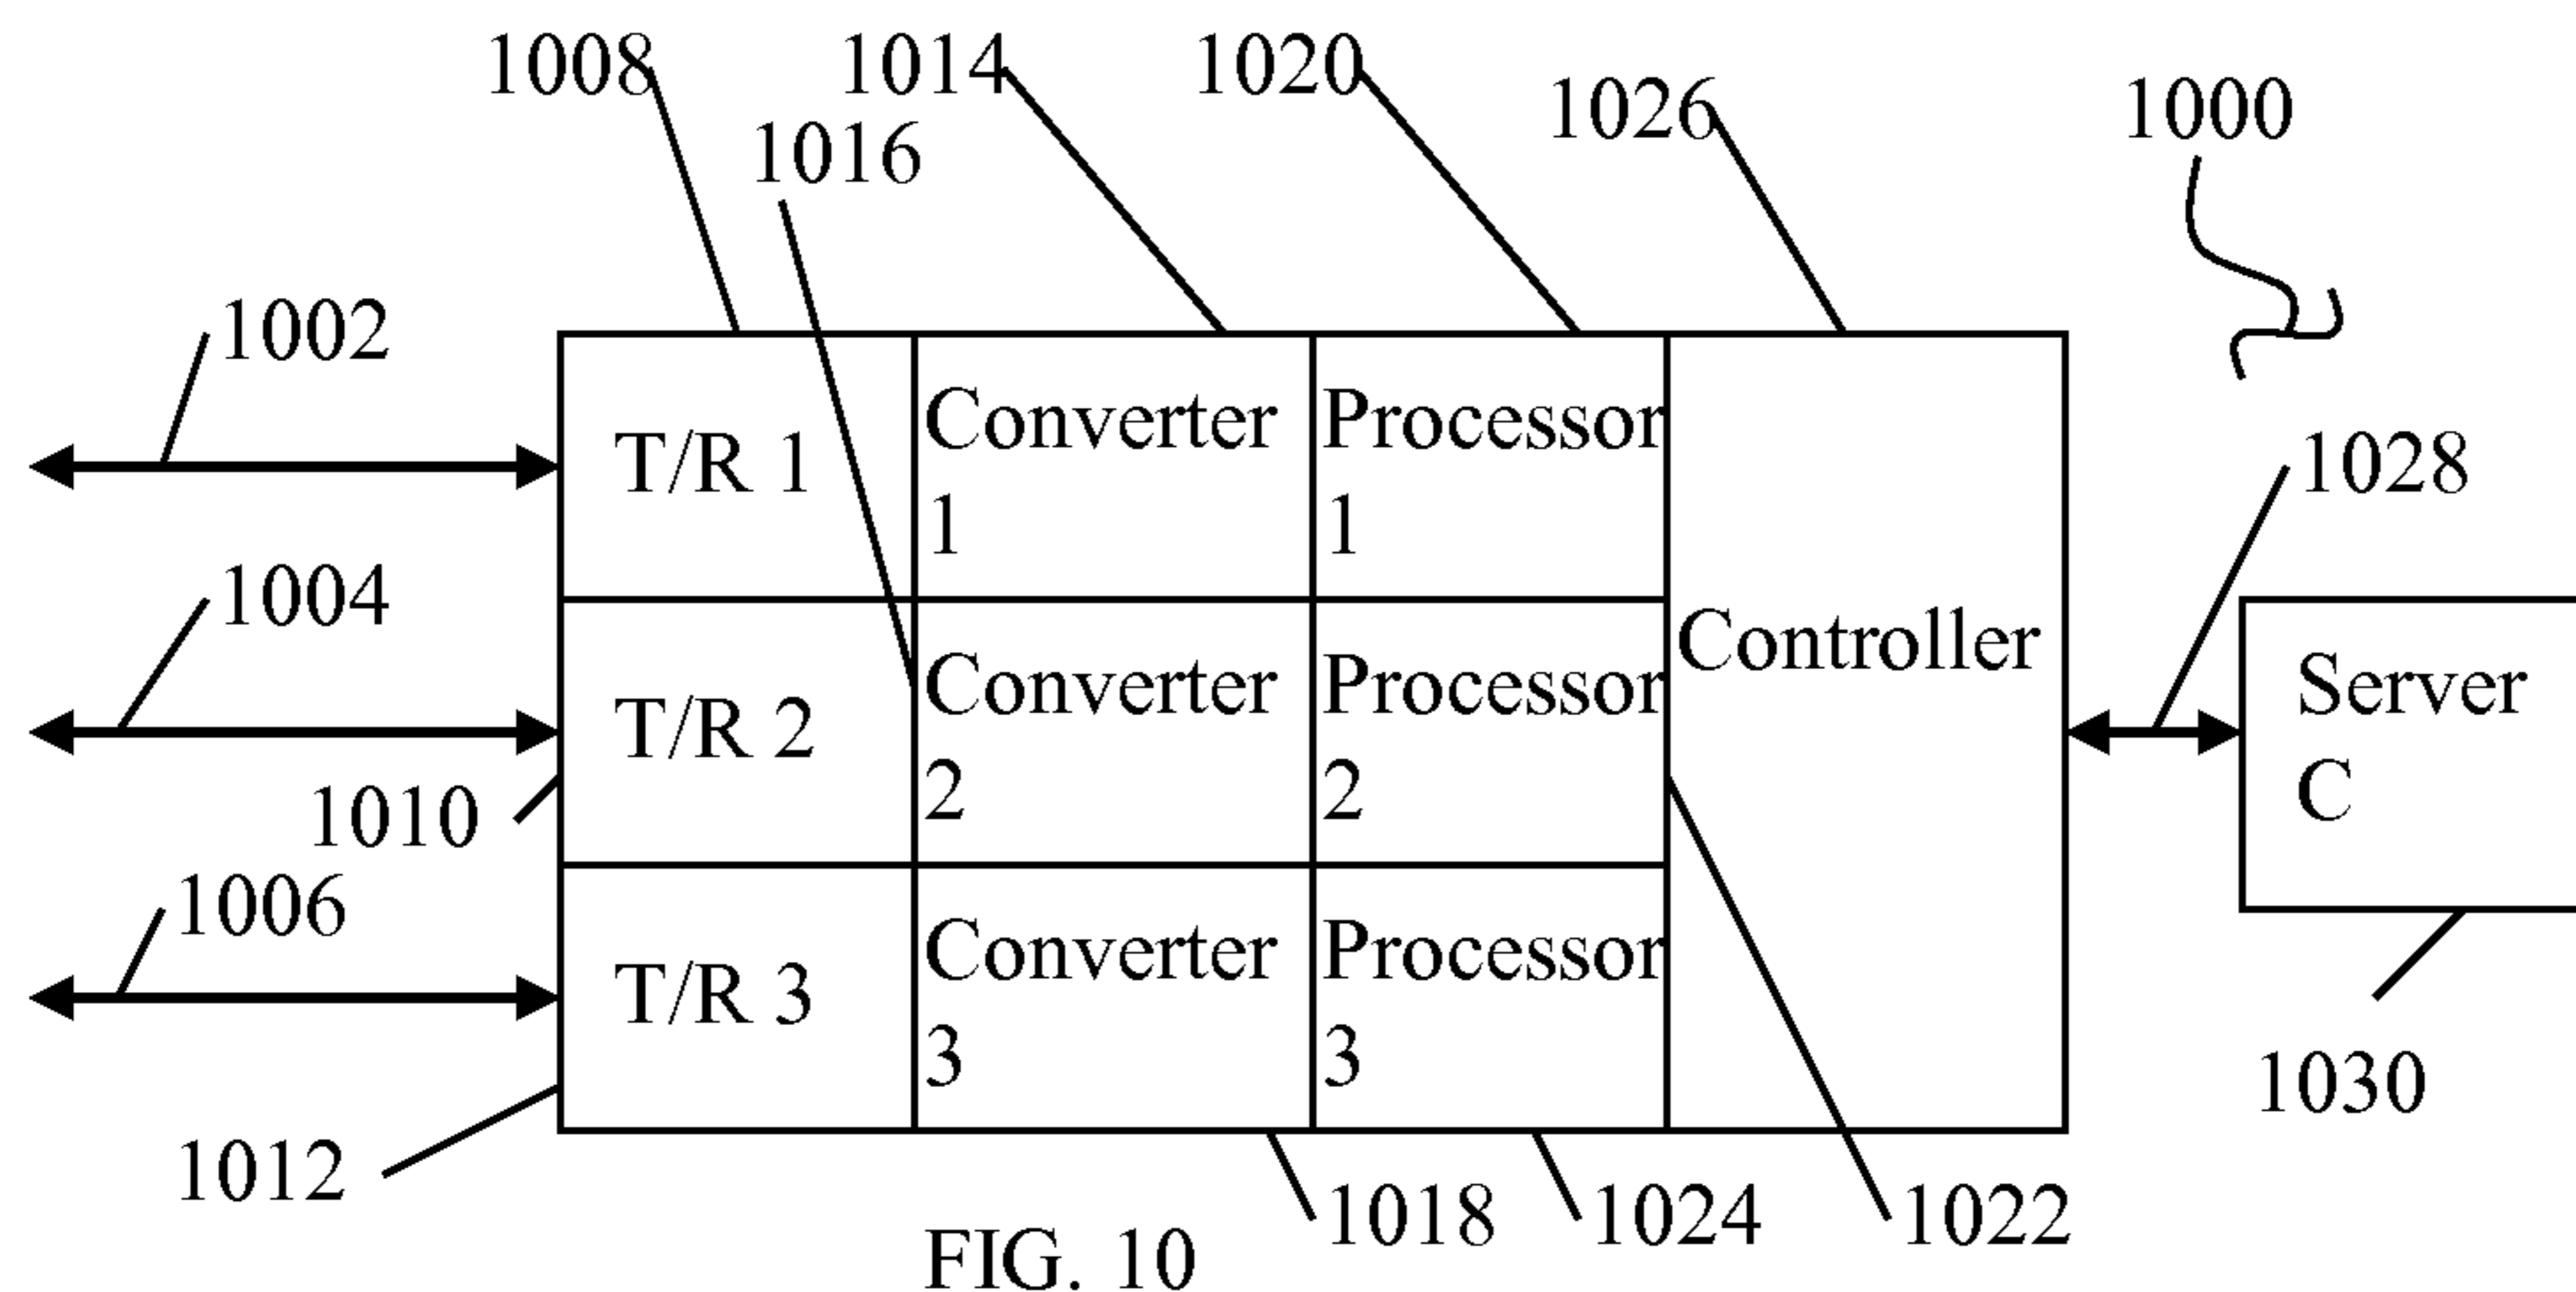 1008
1014
1020
1026
1000
1016
1002
1028
1004
1010
1006
1012
T/R 1
Converter
1
Processor
1
T/R 2
Converter
2
Processor
2
Controller
T/R 3
Converter
3
Processor
3
Server
C
1030
1018
1024
1022
FIG. 10